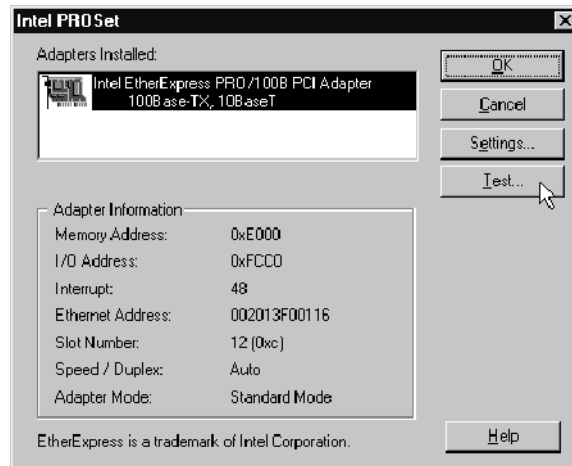 Intel PROSet
Adapters Installed:
Intel EtherExpress PRO/100B PCI Adapter
100Base-TX, 10BaseT
OK
Cancel
Settings...
Test...
Adapter Information
Memory Address: 0xE000
I/O Address: 0xFCC0
Interrupt: 48
Ethernet Address: 002013F00116
Slot Number: 12 (0xc)
Speed / Duplex: Auto
Adapter Mode: Standard Mode
EtherExpress is a trademark of Intel Corporation.
Help